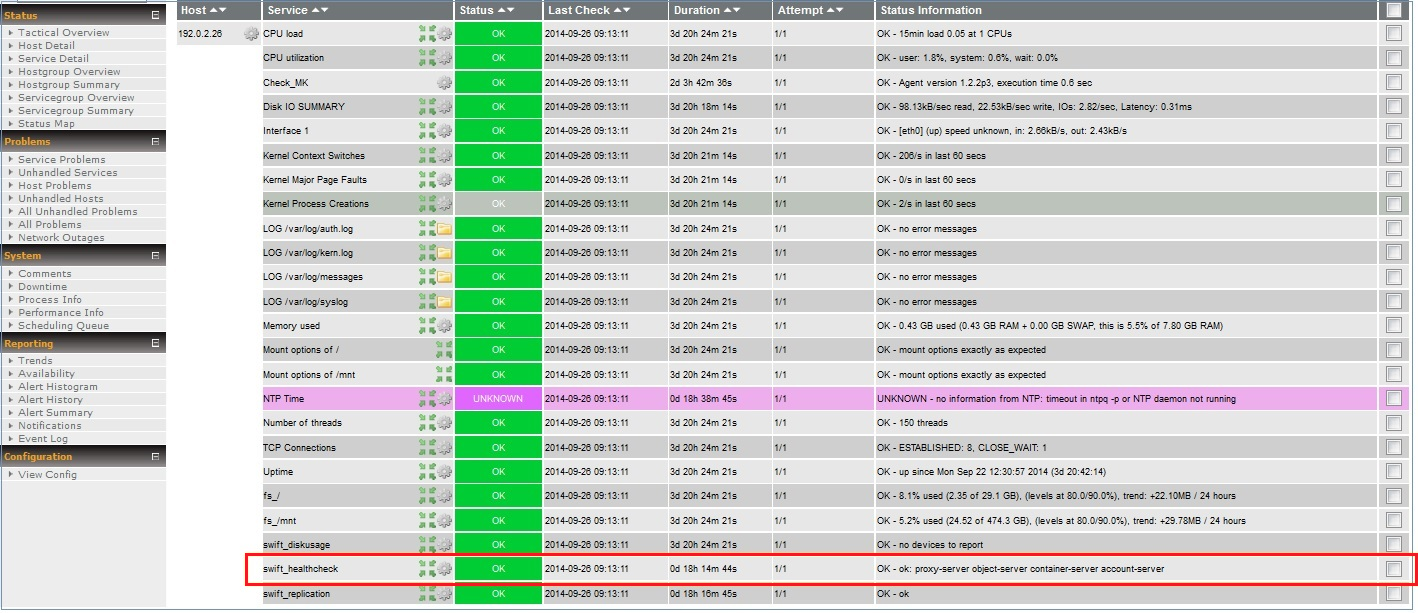 Status
Tactical Overview
Host Detail
Service Detail
Hostgroup Overview
Hostgroup Summary
Servicegroup Overview
Servicegroup Summary
Status Map
Problems
Service Problems
Unhandled Services
Host Problems
Unhandled Hosts
All Unhandled Problems
All Problems
Network Outages
System
Comments
Downtime
Process Info
Performance Info
Scheduling Queue
Reporting
Trends
Availability
Alert Histogram
Alert History
Alert Summary
Notifications
Event Log
Configuration
View Config
Host Service Status Last Check Duration Attempt Status Information
192.0.2.26 CPU load OK 2014-09-26 09:13:11 3d 20h 24m 21s 1/1 OK - 15min load 0.05 at 1 CPUs
CPU utilization OK 2014-09-26 09:13:11 3d 20h 24m 21s 1/1 OK - user: 1.8%, system: 0.6%, wait: 0.0%
Check_MK OK 2014-09-26 09:13:11 2d 3h 42m 36s 1/1 OK - Agent version 1.2.2p3, execution time 0.6 sec
Disk IO SUMMARY OK 2014-09-26 09:13:11 3d 20h 18m 14s 1/1 OK - 98.13kB/sec read, 22.53kB/sec write, IOs: 2.82/sec, Latency: 0.31ms
Interface 1 OK 2014-09-26 09:13:11 3d 20h 24m 21s 1/1 OK - [eth0] (up) speed unknown, in: 2.66kB/s, out: 2.43kB/s
Kernel Context Switches OK 2014-09-26 09:13:11 3d 20h 21m 14s 1/1 OK - 206/s in last 60 secs
Kernel Major Page Faults OK 2014-09-26 09:13:11 3d 20h 21m 14s 1/1 OK - 0/s in last 60 secs
Kernel Process Creations OK 2014-09-26 09:13:11 3d 20h 21m 14s 1/1 OK - 2/s in last 60 secs
LOG /var/log/auth.log OK 2014-09-26 09:13:11 3d 20h 24m 21s 1/1 OK - no error messages
LOG /var/log/kern.log OK 2014-09-26 09:13:11 3d 20h 24m 21s 1/1 OK - no error messages
LOG /var/log/messages OK 2014-09-26 09:13:11 3d 20h 24m 21s 1/1 OK - no error messages
LOG /var/log/syslog OK 2014-09-26 09:13:11 3d 20h 24m 21s 1/1 OK - no error messages
Memory used OK 2014-09-26 09:13:11 3d 20h 24m 21s 1/1 OK - 0.43 GB used (0.43 GB RAM + 0.00 GB SWAP, this is 5.5% of 7.80 GB RAM)
Mount options of / OK 2014-09-26 09:13:11 3d 20h 24m 21s 1/1 OK - mount options exactly as expected
Mount options of /mnt OK 2014-09-26 09:13:11 3d 20h 24m 21s 1/1 OK - mount options exactly as expected
NTP Time UNKNOWN 2014-09-26 09:13:11 0d 18h 38m 45s 1/1 UNKNOWN - no information from NTP: timeout in ntpq -p or NTP daemon not running
Number of threads OK 2014-09-26 09:13:11 3d 20h 24m 21s 1/1 OK - 150 threads
TCP Connections OK 2014-09-26 09:13:11 3d 20h 24m 21s 1/1 OK - ESTABLISHED: 8, CLOSE_WAIT: 1
Uptime OK 2014-09-26 09:13:11 3d 20h 24m 21s 1/1 OK - up since Mon Sep 22 12:30:57 2014 (3d 20:42:14)
fs_/ OK 2014-09-26 09:13:11 3d 20h 24m 21s 1/1 OK - 8.1% used (2.35 of 29.1 GB), (levels at 80.0/90.0%), trend: +22.10MB / 24 hours
fs_/mnt OK 2014-09-26 09:13:11 3d 20h 24m 21s 1/1 OK - 5.2% used (24.52 of 474.3 GB), (levels at 80.0/90.0%), trend: +29.78MB / 24 hours
swift_diskusage OK 2014-09-26 09:13:11 3d 20h 24m 21s 1/1 OK - no devices to report
swift_healthcheck OK 2014-09-26 09:13:11 0d 18h 14m 44s 1/1 OK - ok: proxy-server object-server container-server account-server
swift_replication OK 2014-09-26 09:13:11 0d 18h 16m 45s 1/1 OK - ok